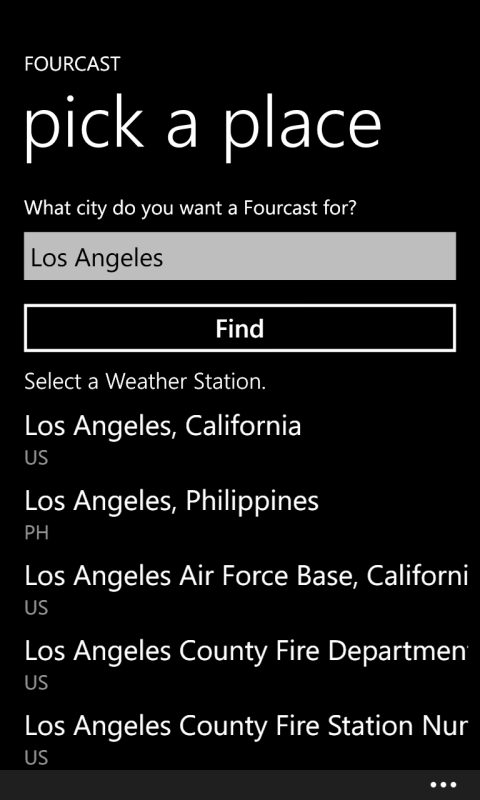 FOURCAST
pick a place
What city do you want a Fourcast for?
Los Angeles
Find
Select a Weather Station.
Los Angeles, California
US
Los Angeles, Philippines
PH
Los Angeles Air Force Base, Californi
US
Los Angeles County Fire Departmen
US
Los Angeles County Fire Station Nur
US